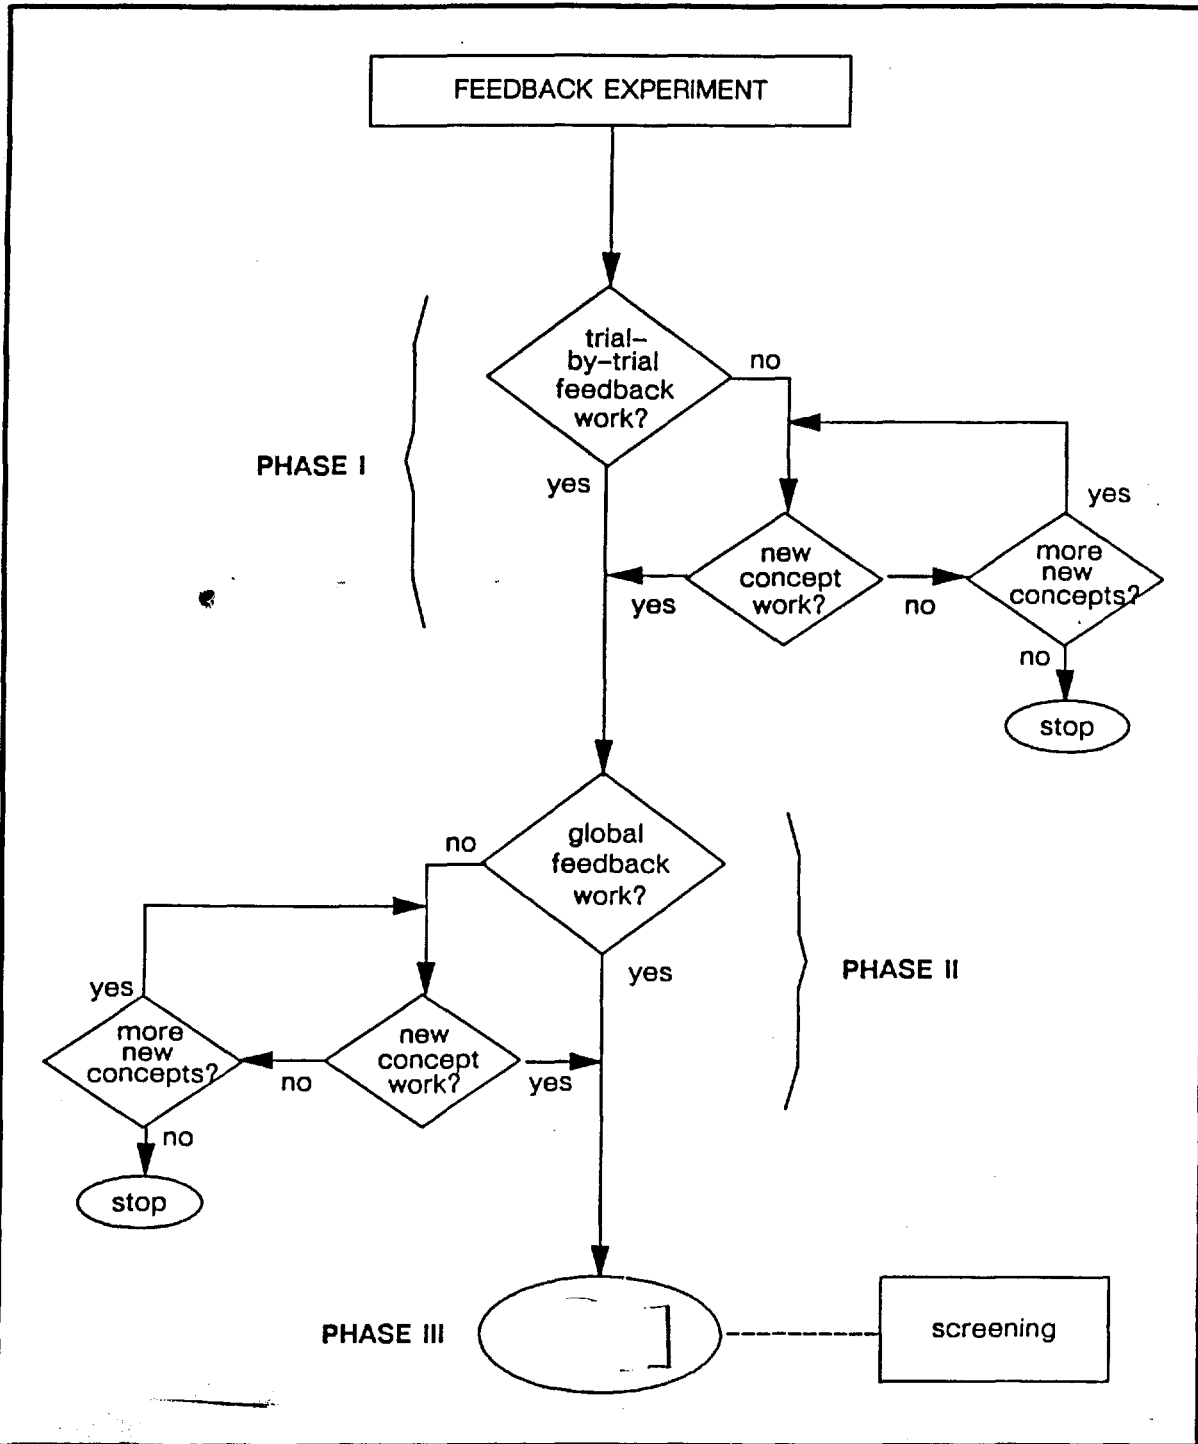 FEEDBACK EXPERIMENT
trial–
by–trial
feedback
work?
no
PHASE I
yes
yes
new
concept
work?
more
new
concepts?
yes
no
no
stop
global
feedback
work?
no
yes
PHASE II
yes
more
new
concepts?
new
concept
work?
no
yes
no
stop
PHASE III
screening